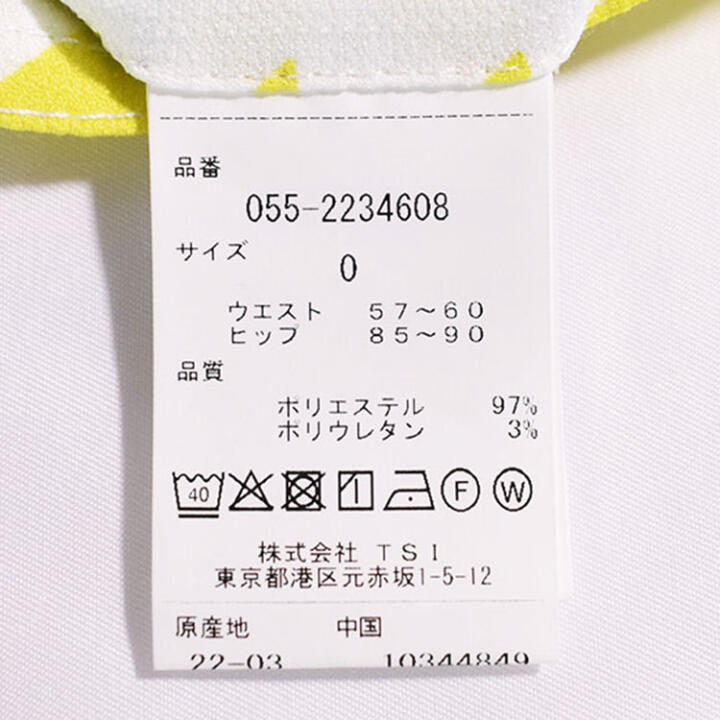 品番
055-2234608
サイズ
0
ウエスト 57～60
ヒップ 85～90
品質
ポリエステル 97%
ポリウレタン 3%
40 F W
株式会社 TSI
東京都港区元赤坂1-5-12
原産地 中国
22-03 10344849